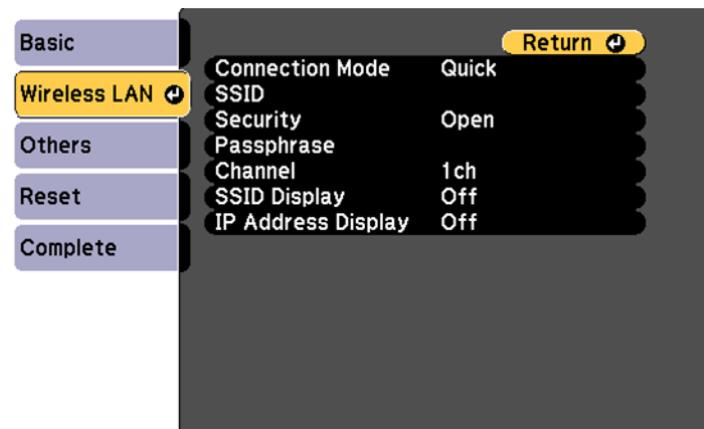 Basic
Wireless LAN
Others
Reset
Complete
Return
Connection Mode Quick
SSID
Security Open
Passphrase
Channel 1ch
SSID Display Off
IP Address Display Off